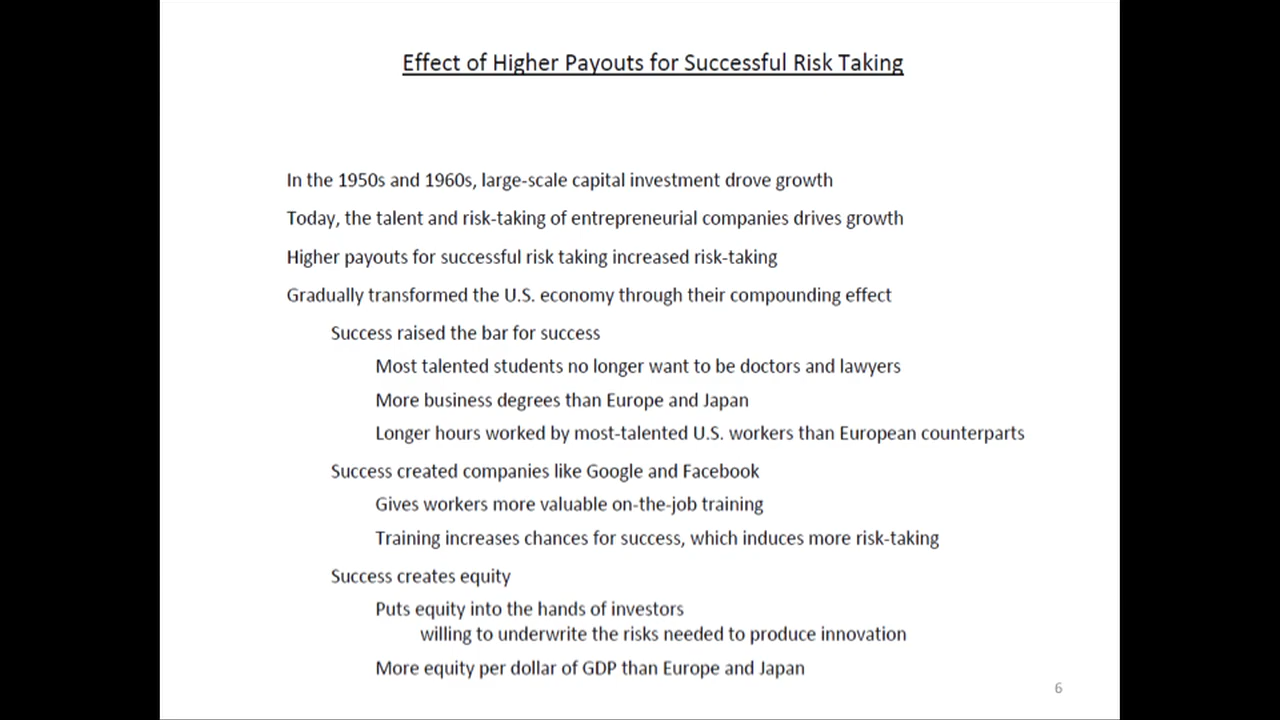 Effect of Higher Payouts for Successful Risk Taking
In the 1950s and 1960s, large-scale capital investment drove growth
Today, the talent and risk-taking of entrepreneurial companies drives growth
Higher payouts for successful risk taking increased risk-taking
Gradually transformed the U.S. economy through their compounding effect
Success raised the bar for success
Most talented students no longer want to be doctors and lawyers
More business degrees than Europe and Japan
Longer hours worked by most-talented U.S. workers than European counterparts
Success created companies like Google and Facebook
Gives workers more valuable on-the-job training
Training increases chances for success, which induces more risk-taking
Success creates equity
Puts equity into the hands of investors
willing to underwrite the risks needed to produce innovation
More equity per dollar of GDP than Europe and Japan
6